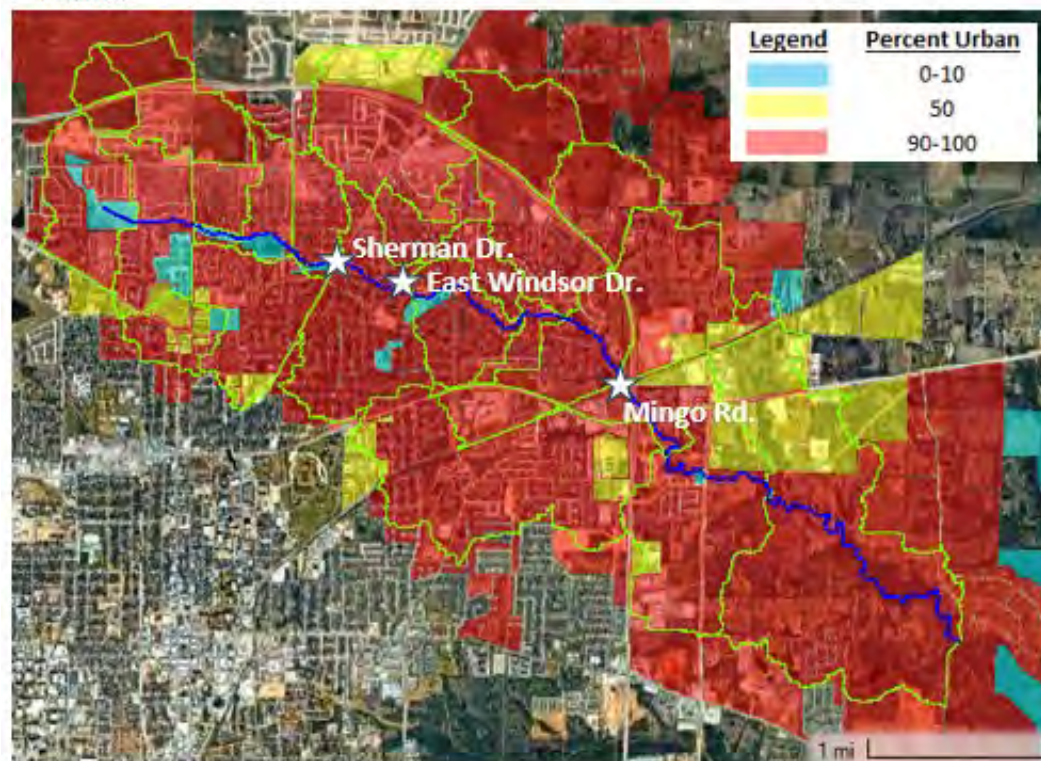 Legend Percent Urban
0-10
50
90-100
Sherman Dr.
East Windsor Dr.
Mingo Rd.
1 mi